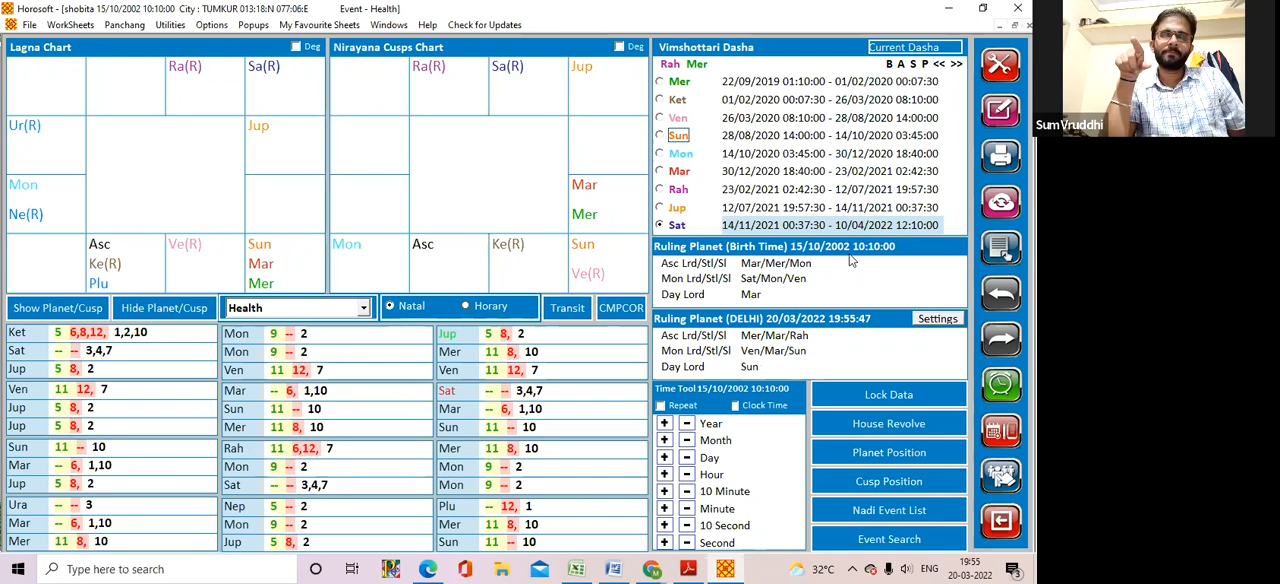 Horosoft - [shobita 15/10/2002 10:10:00 City : TUMKUR 013:18:N 077:06:E Event - Health]
File WorkSheets Panchang Utilities Options Popups My Favourite Sheets Windows Help Check for Updates
Lagna Chart Deg
Ra(R) Sa(R)
Ur(R) Jup
Mon
Ne(R)
Asc Ve(R) Sun
Ke(R) Mar
Plu Mer
Nirayana Cusps Chart Deg
Ra(R) Sa(R) Jup
Mar
Mer
Mon Asc Ke(R) Sun
Ve(R)
Show Planet/Cusp Hide Planet/Cusp Health Natal Horary Transit CMPCOR
Ket 5 6,8,12, 1,2,10
Sat -- -- 3,4,7
Jup 5 8, 2
Ven 11 12, 7
Jup 5 8, 2
Jup 5 8, 2
Sun 11 -- 10
Mar -- 6, 1,10
Jup 5 8, 2
Ura -- -- 3
Mar -- 6, 1,10
Mer 11 8, 10
Mon 9 -- 2
Mon 9 -- 2
Ven 11 12, 7
Mar -- 6, 1,10
Sun 11 -- 10
Mer 11 8, 10
Rah 11 6,12, 7
Mon 9 -- 2
Sat -- -- 3,4,7
Nep 5 -- 2
Mon 9 -- 2
Jup 5 8, 2
Jup 5 8, 2
Mer 11 8, 10
Ven 11 12, 7
Sat -- -- 3,4,7
Mar -- 6, 1,10
Sun 11 -- 10
Mer 11 8, 10
Mon 9 -- 2
Mon 9 -- 2
Plu -- 12, 1
Mer 11 8, 10
Sun 11 -- 10
Vimshottari Dasha Current Dasha
Rah Mer B A S P << >>
Mer 22/09/2019 01:10:00 - 01/02/2020 00:07:30
Ket 01/02/2020 00:07:30 - 26/03/2020 08:10:00
Ven 26/03/2020 08:10:00 - 28/08/2020 14:00:00
Sun 28/08/2020 14:00:00 - 14/10/2020 03:45:00
Mon 14/10/2020 03:45:00 - 30/12/2020 18:40:00
Mar 30/12/2020 18:40:00 - 23/02/2021 02:42:30
Rah 23/02/2021 02:42:30 - 12/07/2021 19:57:30
Jup 12/07/2021 19:57:30 - 14/11/2021 00:37:30
Sat 14/11/2021 00:37:30 - 10/04/2022 12:10:00
Ruling Planet (Birth Time) 15/10/2002 10:10:00
Asc Lrd/Stl/Sl Mar/Mer/Mon
Mon Lrd/Stl/Sl Sat/Mon/Ven
Day Lord Mar
Ruling Planet (DELHI) 20/03/2022 19:55:47 Settings
Asc Lrd/Stl/Sl Mer/Mar/Rah
Mon Lrd/Stl/Sl Ven/Mar/Sun
Day Lord Sun
Time Tool 15/10/2002 10:10:00
Repeat Clock Time
+ - Year
+ - Month
+ - Day
+ - Hour
+ - 10 Minute
+ - Minute
+ - 10 Second
+ - Second
Lock Data
House Revolve
Planet Position
Cusp Position
Nadi Event List
Event Search
SumVruddhi
Type here to search 32°C ENG 19:55
20-03-2022 3